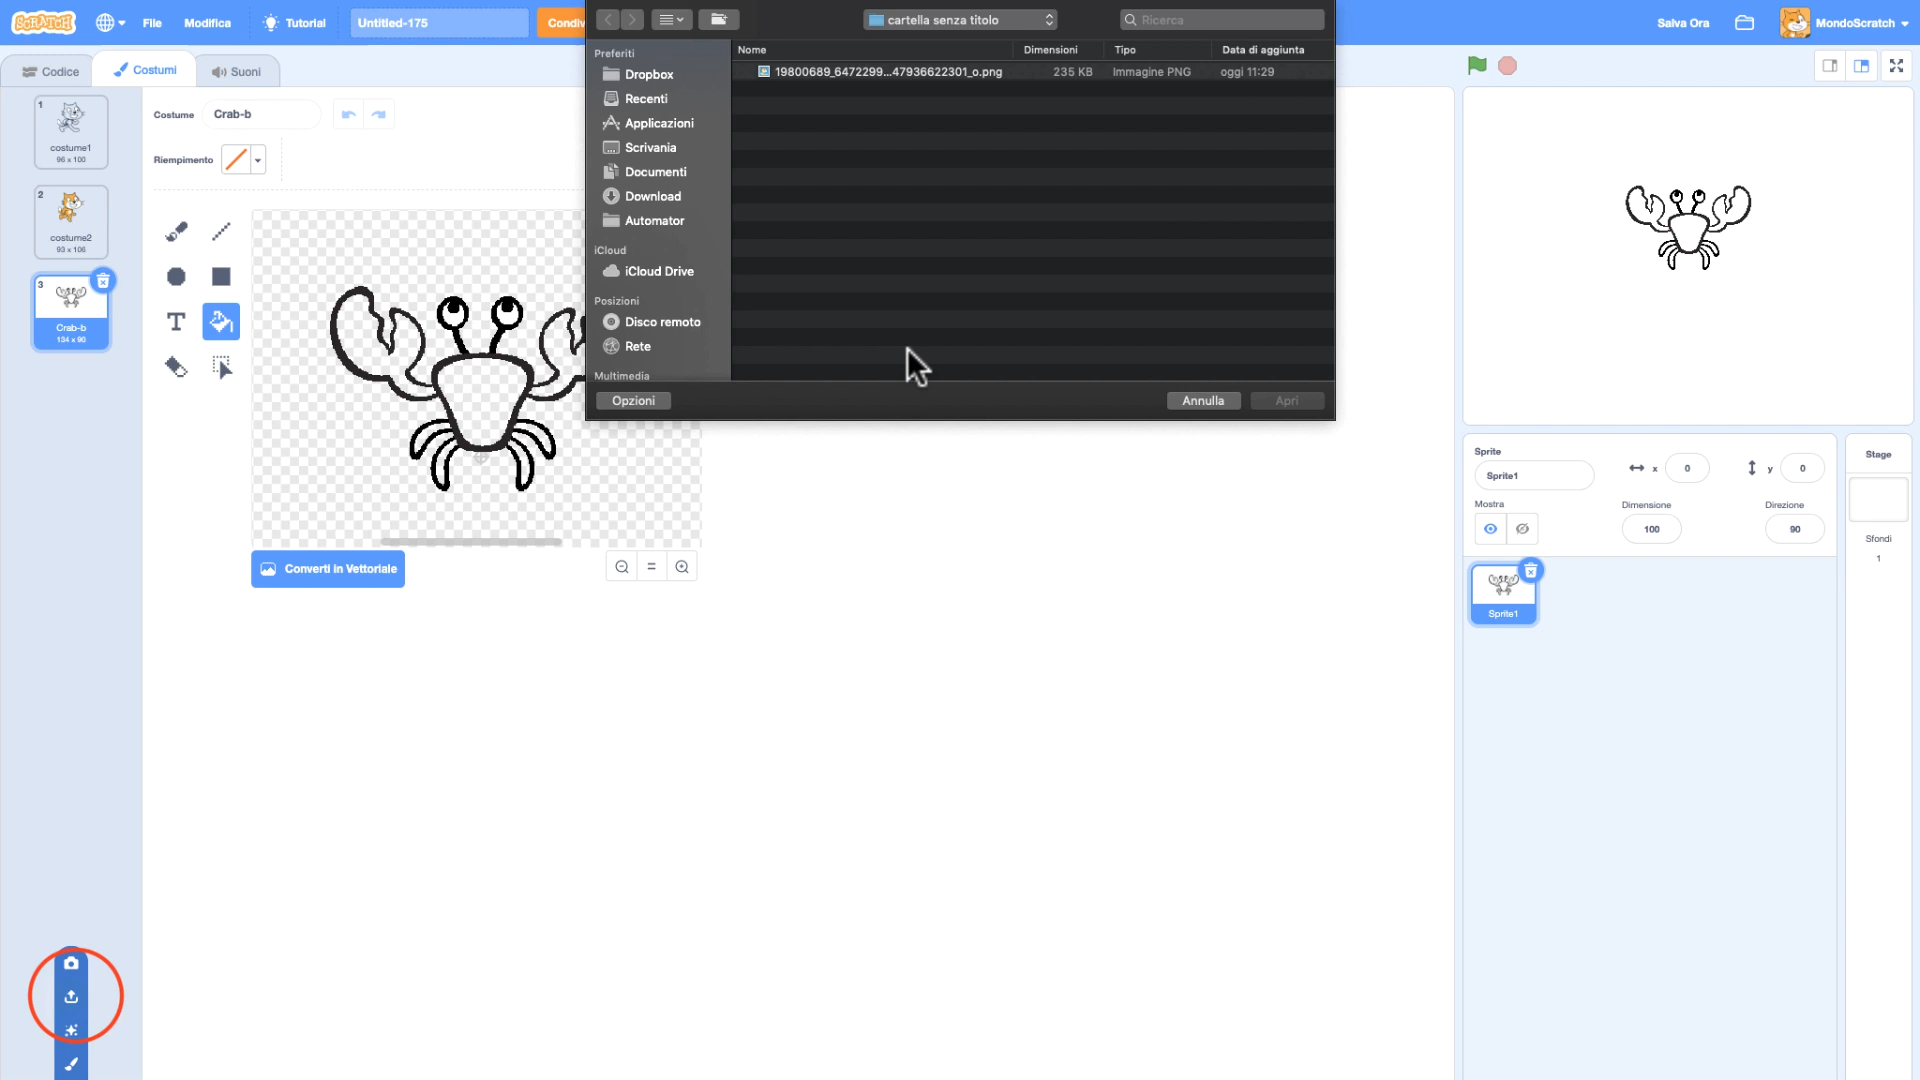 SCRATCH
File
Modifica
Tutorial
Untitled-175
Condiv
cartella senza titolo
Ricerca
Salva Ora
MondoScratch
Codice
Costumi
Suoni
Preferiti
Dropbox
Recenti
Applicazioni
Scrivania
Documenti
Download
Automator
iCloud
iCloud Drive
Posizioni
Disco remoto
Rete
Multimedia
Nome
Dimensioni
Tipo
Data di aggiunta
19800689_6472299...47936622301_o.png
235 KB
Immagine PNG
oggi 11:29
Opzioni
Annulla
Apri
1
costume1
96 x 100
2
costume2
93 x 106
3
Crab-b
134 x 90
Costume
Crab-b
Riempimento
T
Converti in Vettoriale
=
Sprite
Sprite1
x
0
y
0
Mostra
Dimensione
100
Direzione
90
Sprite1
Stage
Sfondi
1